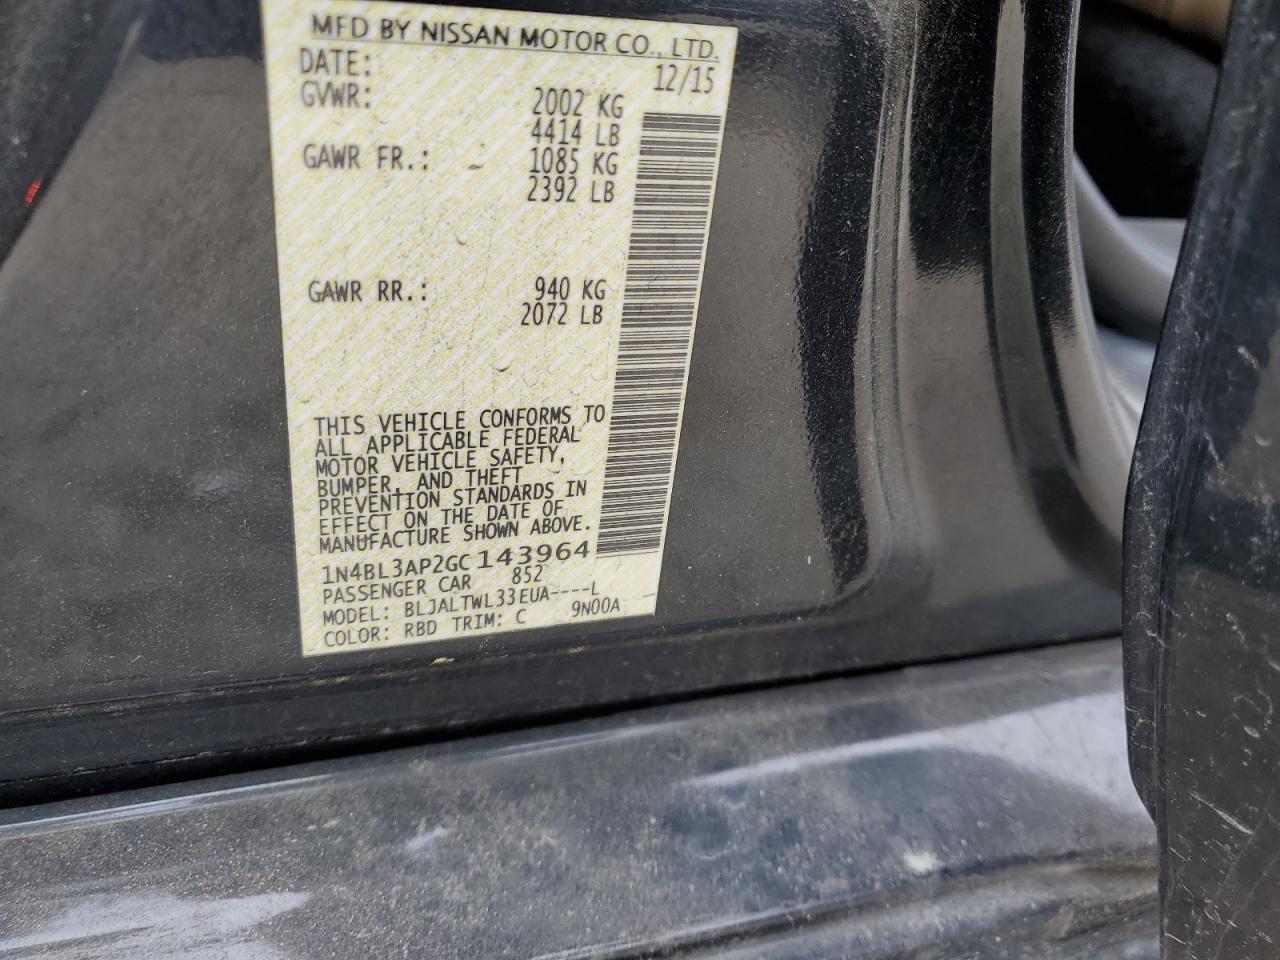 MFD BY NISSAN MOTOR CO., LTD.
DATE: 12/15
GVWR: 2002 KG
4414 LB
GAWR FR.: 1085 KG
2392 LB
GAWR RR.: 940 KG
2072 LB
THIS VEHICLE CONFORMS TO
ALL APPLICABLE FEDERAL
MOTOR VEHICLE SAFETY,
BUMPER, AND THEFT
PREVENTION STANDARDS IN
EFFECT ON THE DATE OF
MANUFACTURE SHOWN ABOVE.
1N4BL3AP2GC143964
PASSENGER CAR 852
MODEL: BLJALTWL33EUA----L
COLOR: RBD TRIM: C 9N00A